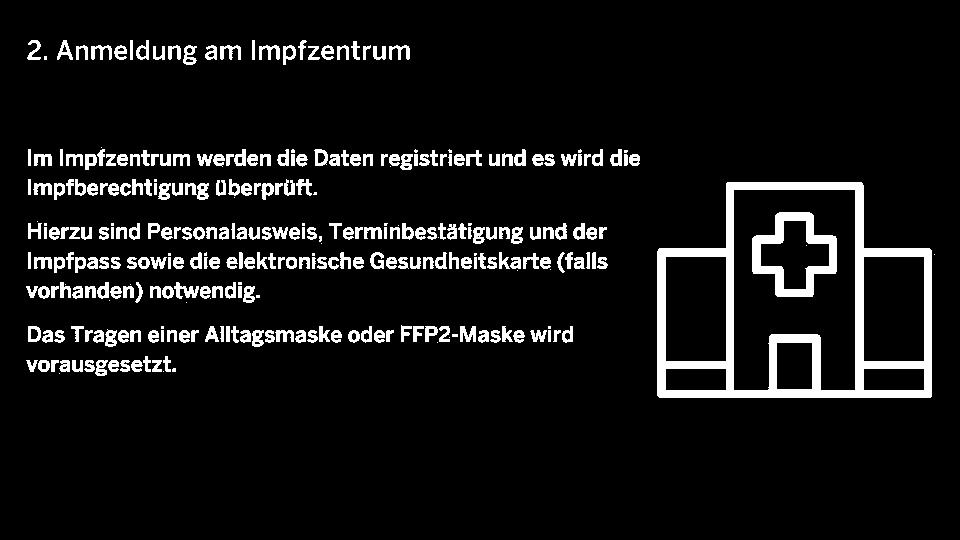 2. Anmeldung am Impfzentrum
Im Impfzentrum werden die Daten registriert und es wird die
Impfberechtigung überprüft.
Hierzu sind Personalausweis, Terminbestätigung und der
Impfpass sowie die elektronische Gesundheitskarte (falls
vorhanden) notwendig.
Das Tragen einer Alltagsmaske oder FFP2-Maske wird
vorausgesetzt.